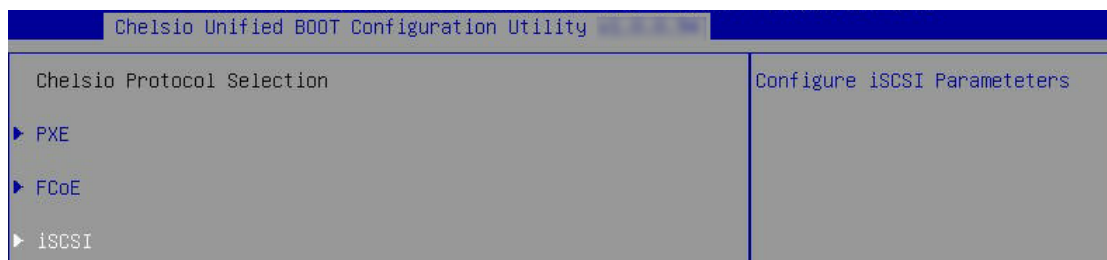 Chelsio Unified BOOT Configuration Utility
Chelsio Protocol Selection
Configure iSCSI Parameteters
PXE
FCoE
iSCSI